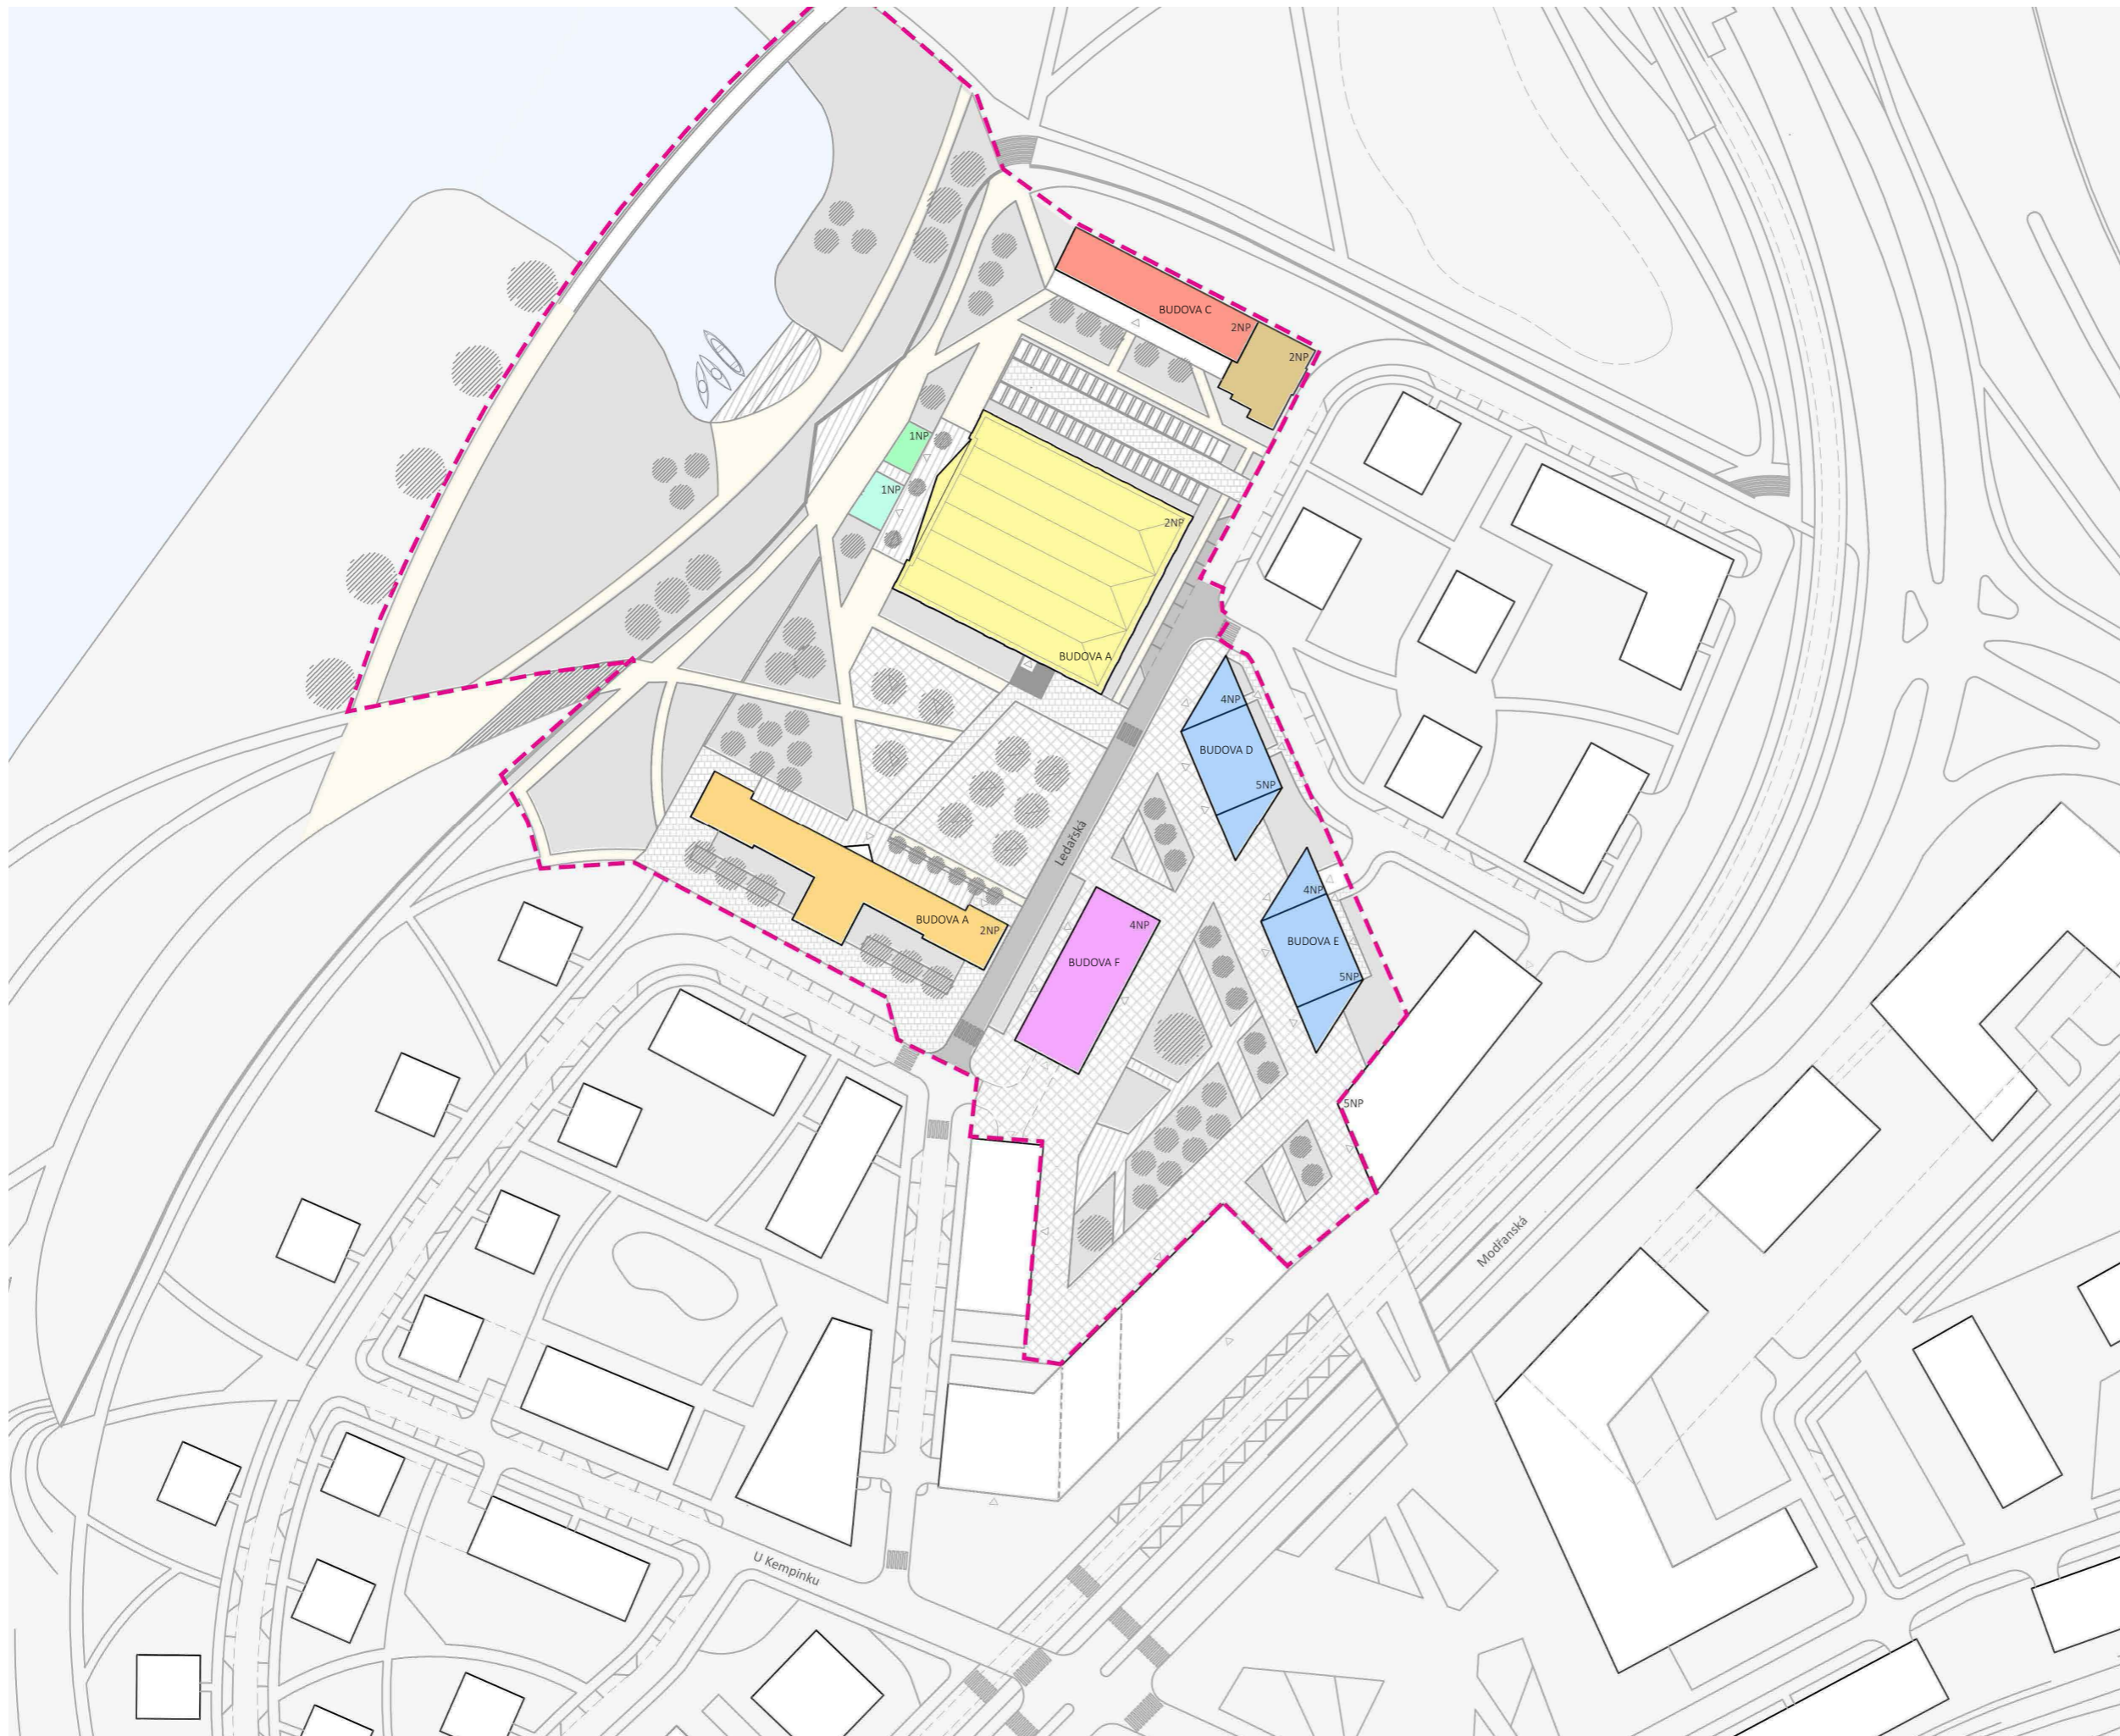 BUDOVA C
2NP
2NP
1NP
1NP
2NP
BUDOVA A
4NP
BUDOVA D
5NP
Ledařská
4NP
BUDOVA A
2NP
4NP
BUDOVA E
BUDOVA F
5NP
5NP
Modřanská
U Kempinku